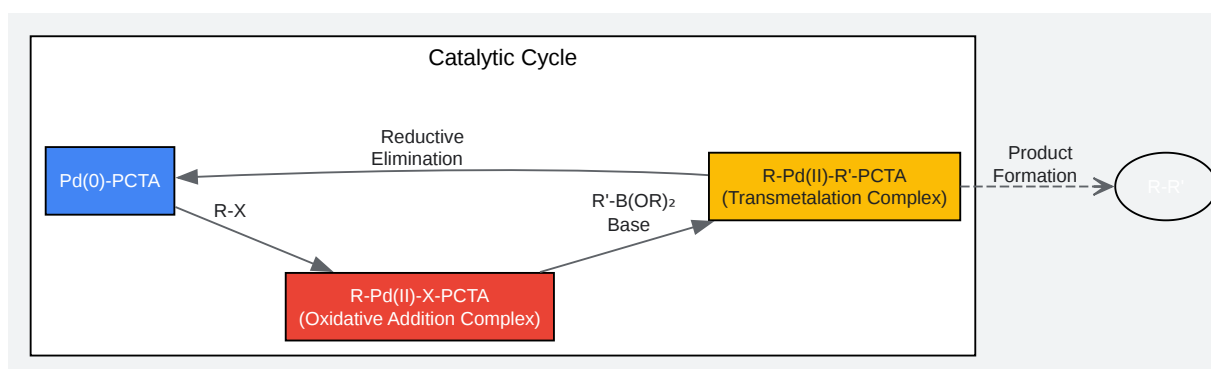 Catalytic Cycle
Reductive
Elimination
Pd(0)-PCTA
R-X
R'-B(OR)₂
Base
R-Pd(II)-R'-PCTA
(Transmetalation Complex)
Product
Formation
R-R'
R-Pd(II)-X-PCTA
(Oxidative Addition Complex)